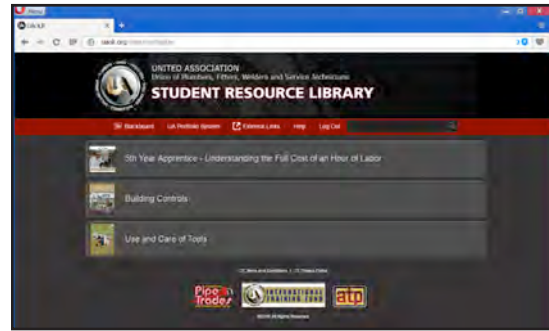 Menu
UNITED ASSOCIATION
Union of Plumbers, Fitters, Welders and Service Technicians
STUDENT RESOURCE LIBRARY
Blackboard UA Portfolio System External Links Help Log Out
5th Year Apprentice - Understanding the Full Cost of an Hour of Labor
Building Controls
Use and Care of Tools
Pipe Trades
INTERNATIONAL TRAINING FUND
atp